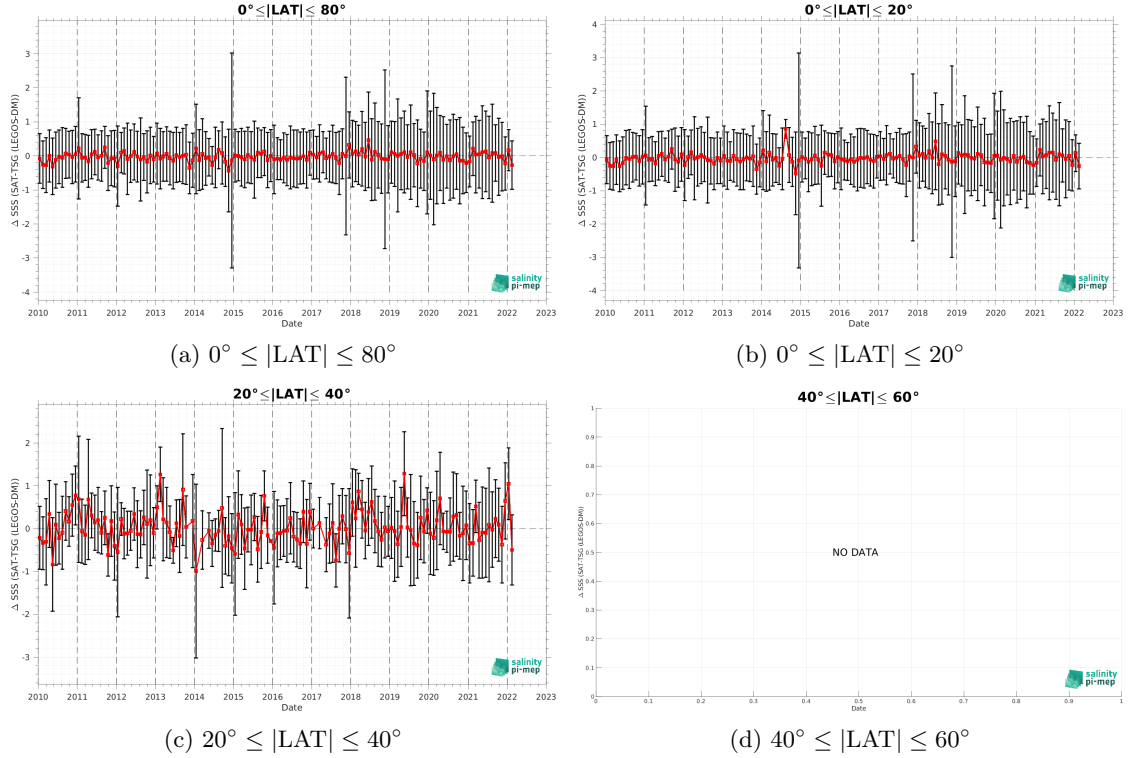 0°≤|LAT|≤ 80°
Δ SSS (SAT-TSG (LEGOS-DM))
3
2
1
0
-1
-2
-3
-4
salinity
pi-mep
2010 2011 2012 2013 2014 2015 2016 2017 2018 2019 2020 2021 2022 2023
Date
(a) 0° ≤ |LAT| ≤ 80°
0°≤|LAT|≤ 20°
Δ SSS (SAT-TSG (LEGOS-DM))
4
3
2
1
0
-1
-2
-3
-4
salinity
pi-mep
2010 2011 2012 2013 2014 2015 2016 2017 2018 2019 2020 2021 2022 2023
Date
(b) 0° ≤ |LAT| ≤ 20°
20°≤|LAT|≤ 40°
Δ SSS (SAT-TSG (LEGOS-DM))
2
1
0
-1
-2
-3
salinity
pi-mep
2010 2011 2012 2013 2014 2015 2016 2017 2018 2019 2020 2021 2022 2023
Date
(c) 20° ≤ |LAT| ≤ 40°
40°≤|LAT|≤ 60°
Δ SSS (SAT-TSG (LEGOS-DM))
1
0.9
0.8
0.7
0.6
0.5
0.4
0.3
0.2
0.1
0
NO DATA
salinity
pi-mep
0 0.1 0.2 0.3 0.4 0.5 0.6 0.7 0.8 0.9 1
Date
(d) 40° ≤ |LAT| ≤ 60°